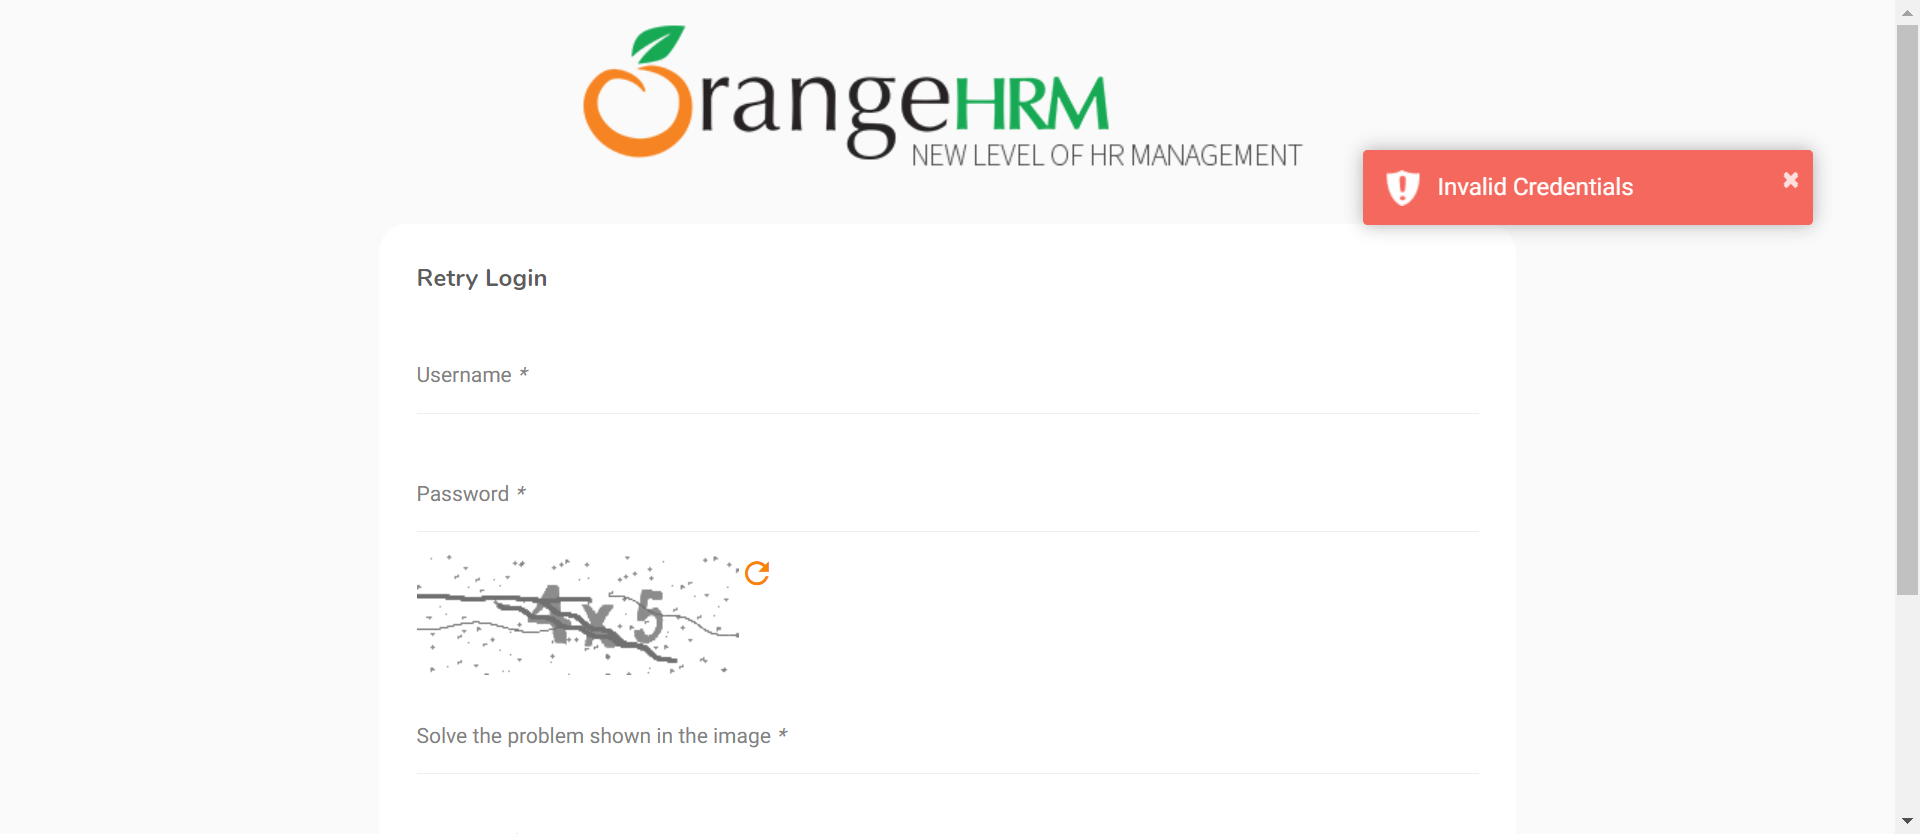 OrangeHRM
NEW LEVEL OF HR MANAGEMENT
Invalid Credentials
Retry Login
Username *
Password *
4x5
Solve the problem shown in the image *